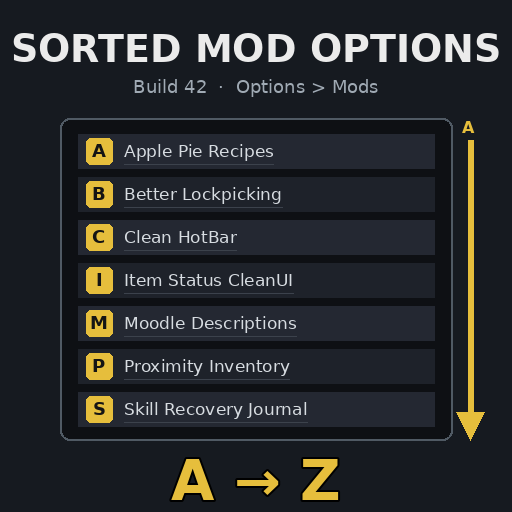 SORTED MOD OPTIONS
Build 42 · Options > Mods
A
A Apple Pie Recipes
B Better Lockpicking
C Clean HotBar
I Item Status CleanUI
M Moodle Descriptions
P Proximity Inventory
S Skill Recovery Journal
A → Z